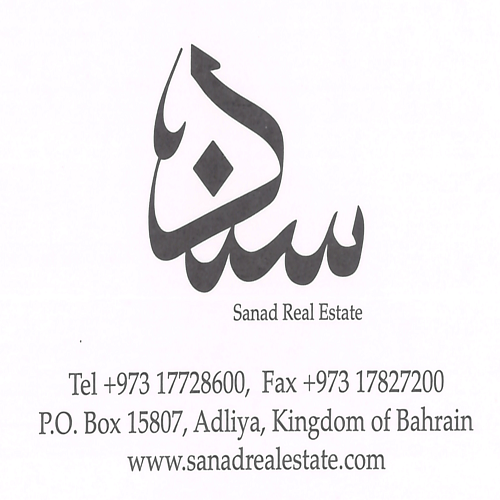 سند
Sanad Real Estate
Tel +973 17728600, Fax +973 17827200
P.O. Box 15807, Adliya, Kingdom of Bahrain
www.sanadrealestate.com